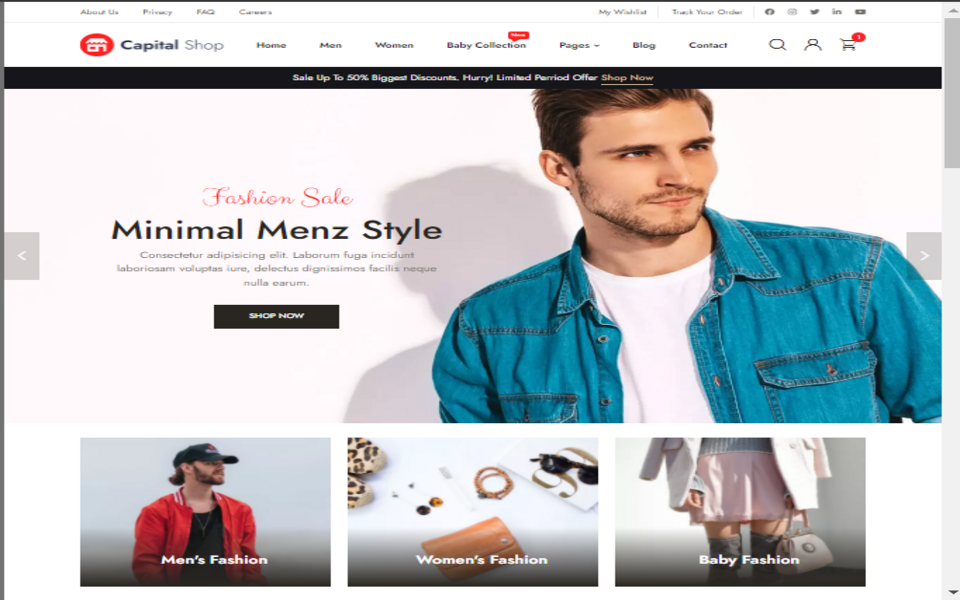 About Us Privacy FAQ Careers My Wishlist Track Your Order
Capital Shop Home Men Women Baby Collection New Pages Blog Contact 1
Sale Up To 50% Biggest Discounts. Hurry! Limited Perriod Offer Shop Now
Fashion Sale
Minimal Menz Style
Consectetur adipisicing elit. Laborum fuga incidunt
laboriosam voluptas iure, delectus dignissimos facilis neque
nulla earum.
SHOP NOW
< >
Men's Fashion Women's Fashion Baby Fashion